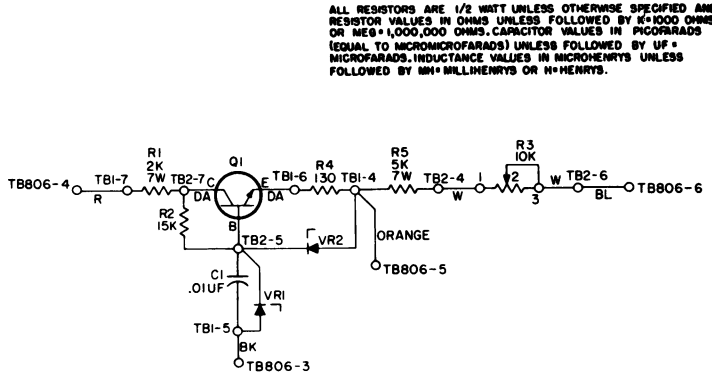 ALL RESISTORS ARE 1/2 WATT UNLESS OTHERWISE SPECIFIED AND
RESISTOR VALUES IN OHMS UNLESS FOLLOWED BY K=1000 OHMS
OR MEG=1,000,000 OHMS. CAPACITOR VALUES IN PICOFARADS
(EQUAL TO MICROMICROFARADS) UNLESS FOLLOWED BY UF=
MICROFARADS. INDUCTANCE VALUES IN MICROHENRYS UNLESS
FOLLOWED BY MH=MILLIHENRYS OR H=HENRYS.
TB806-4
R
TB1-7
R1
2K
7W
TB2-7
C
DA
Q1
E
DA
B
TB1-6
R4
130
TB1-4
R5
5K
7W
TB2-4
W
1
R3
10K
2
3
W
TB2-6
BL
TB806-6
R2
15K
TB2-5
VR2
ORANGE
TB806-5
C1
.01UF
VR1
TB1-5
BK
TB806-3